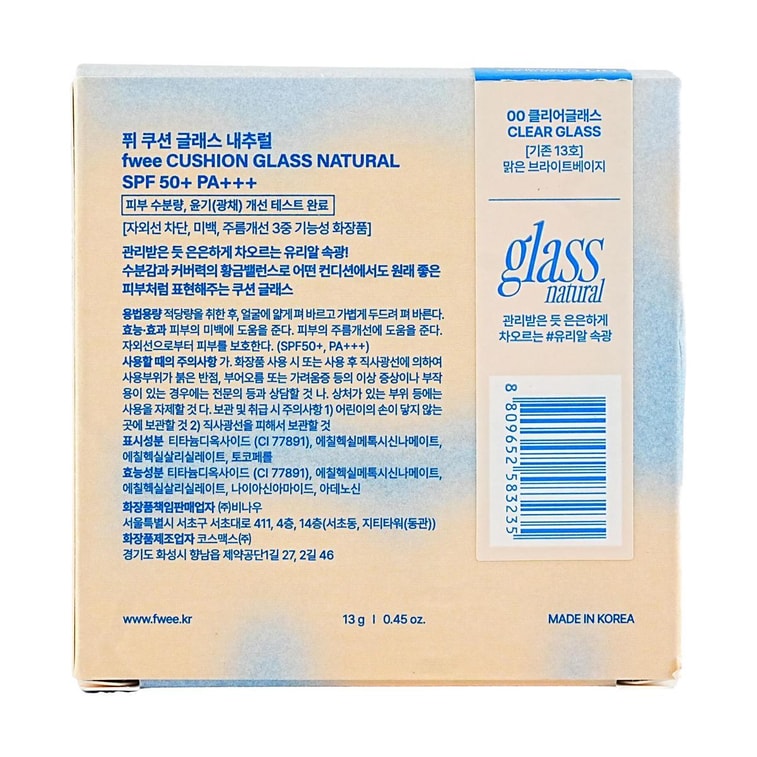 퓌 쿠션 글래스 내추럴
fwee CUSHION GLASS NATURAL
SPF 50+ PA+++
피부 수분량, 윤기(광채) 개선 테스트 완료
[자외선 차단, 미백, 주름개선 3중 기능성 화장품]
관리받은 듯 은은하게 차오르는 유리알 속광!
수분감과 커버력의 황금밸런스로 어떤 컨디션에서도 원래 좋은
피부처럼 표현해주는 쿠션 글래스
용법용량 적당량을 취한 후, 얼굴에 얇게 펴 바르고 가볍게 두드려 펴 바른다.
효능·효과 피부의 미백에 도움을 준다. 피부의 주름개선에 도움을 준다.
자외선으로부터 피부를 보호한다. (SPF50+, PA+++)
사용할 때의 주의사항 가. 화장품 사용 시 또는 사용 후 직사광선에 의하여
사용부위가 붉은 반점, 부어오름 또는 가려움증 등의 이상 증상이나 부작
용이 있는 경우에는 전문의 등과 상담할 것 나. 상처가 있는 부위 등에는
사용을 자제할 것 다. 보관 및 취급 시 주의사항 1) 어린이의 손이 닿지 않는
곳에 보관할 것 2) 직사광선을 피해서 보관할 것
표시성분 티타늄디옥사이드 (CI 77891), 에칠헥실메톡시신나메이트,
에칠헥실살리실레이트, 토코페롤
효능성분 티타늄디옥사이드 (CI 77891), 에칠헥실메톡시신나메이트,
에칠헥실살리실레이트, 나이아신아마이드, 아데노신
화장품책임판매업자 ㈜비나우
서울특별시 서초구 서초대로 411, 4층, 14층(서초동, 지티타워(동관))
화장품제조업자 코스맥스㈜
경기도 화성시 향남읍 제약공단1길 27, 2길 46
www.fwee.kr
13 g | 0.45 oz.
MADE IN KOREA
00 클리어글래스
CLEAR GLASS
[기존 13호]
맑은 브라이트베이지
glass
natural
관리받은 듯 은은하게
차오르는 #유리알 속광
8 809652 583235